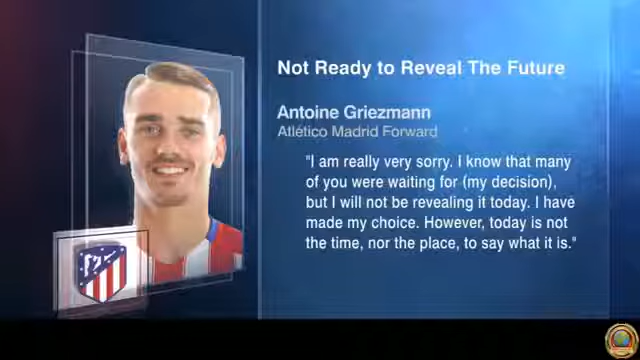 Not Ready to Reveal The Future
Antoine Griezmann
Atlético Madrid Forward
"I am really very sorry. I know that many
of you were waiting for (my decision),
but I will not be revealing it today. I have
made my choice. However, today is not
the time, nor the place, to say what it is."